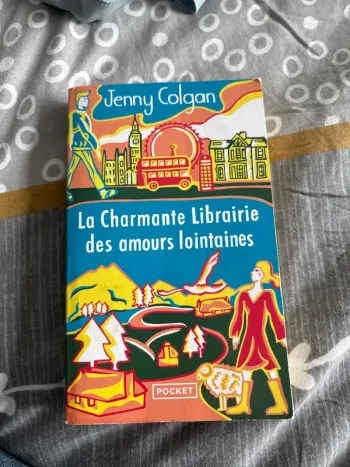 Jenny Colgan
La Charmante Librairie
des amours lointaines
POCKET